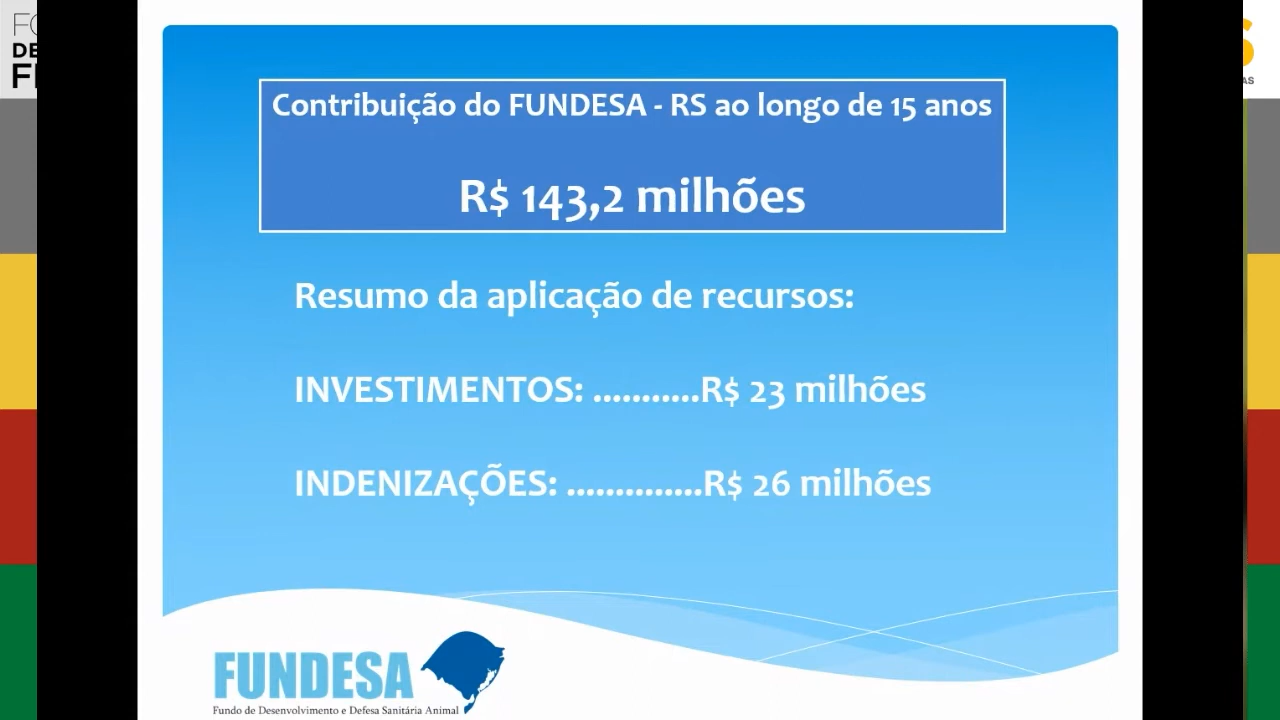 Contribuição do FUNDESA - RS ao longo de 15 anos
R$ 143,2 milhões
Resumo da aplicação de recursos:
INVESTIMENTOS: ...........R$ 23 milhões
INDENIZAÇÕES: ..............R$ 26 milhões
FUNDESA
Fundo de Desenvolvimento e Defesa Sanitária Animal